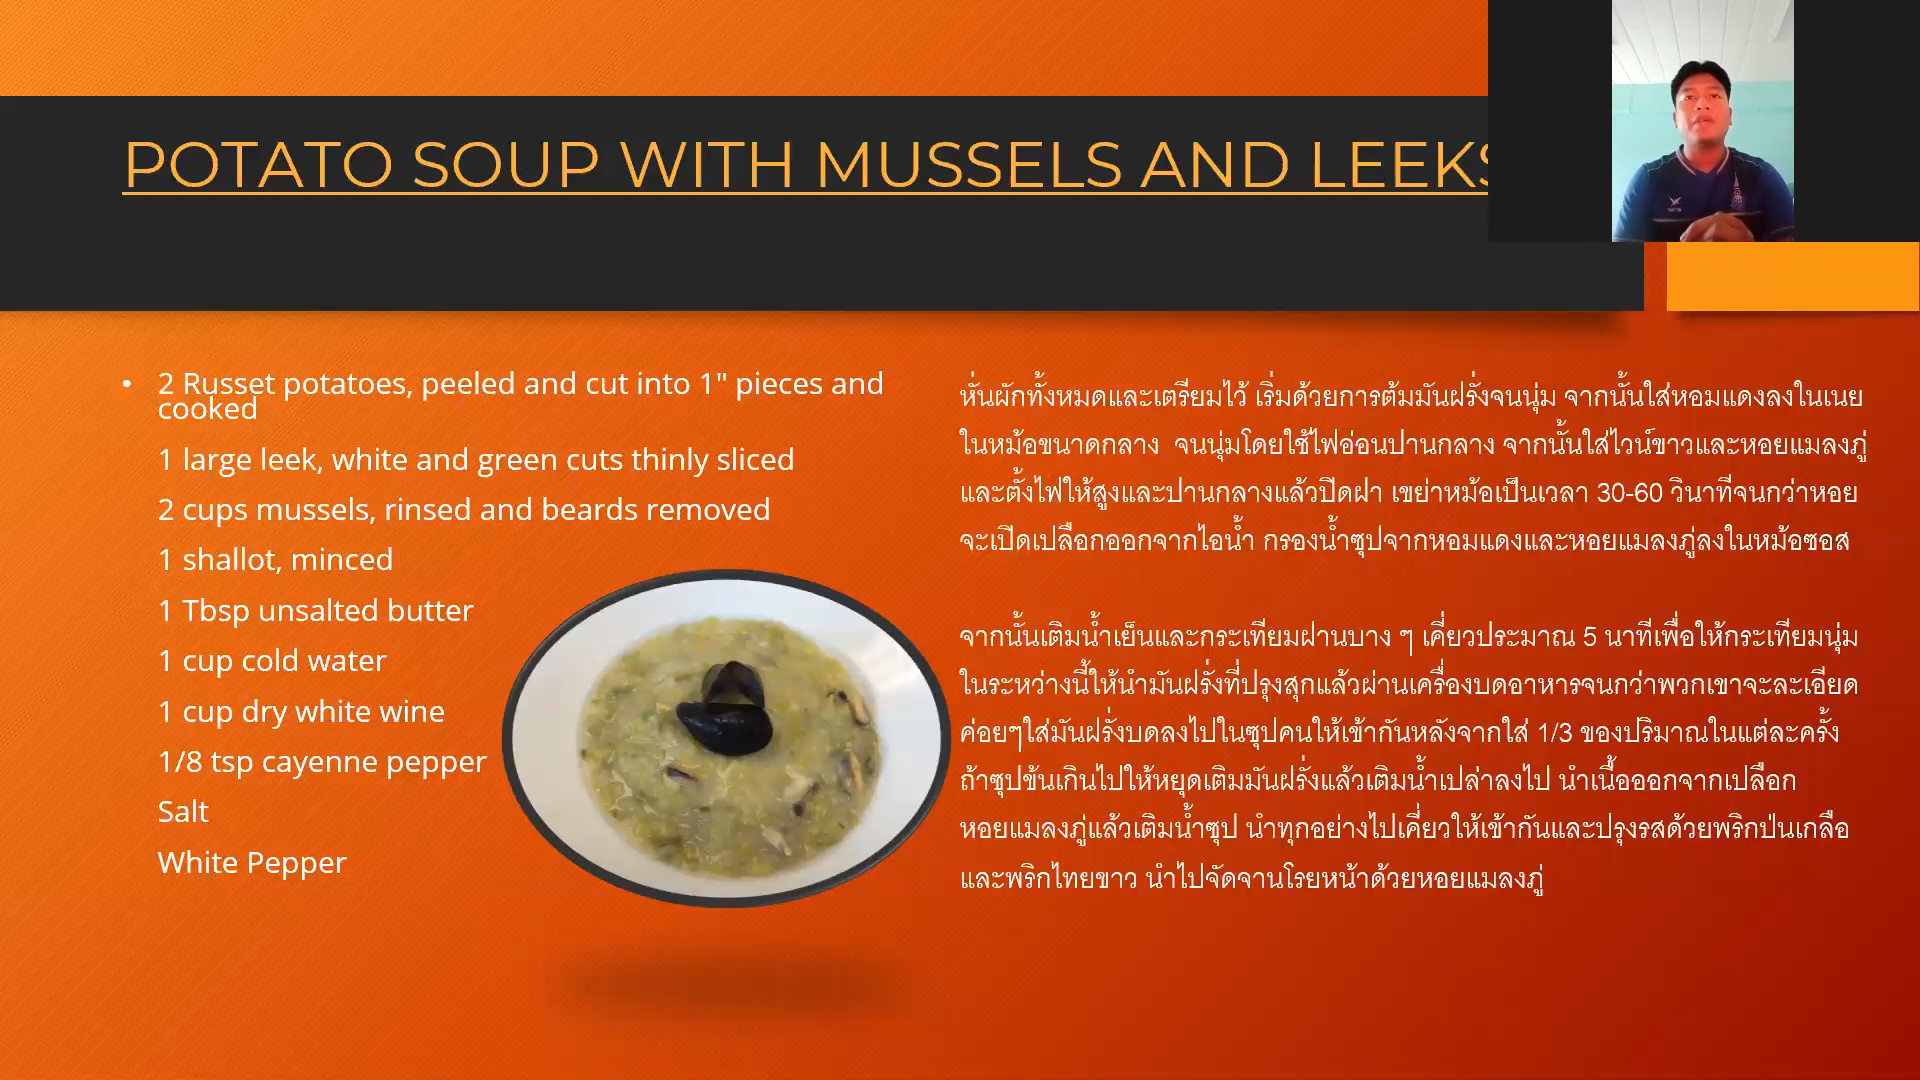 POTATO SOUP WITH MUSSELS AND LEEKS
• 2 Russet potatoes, peeled and cut into 1" pieces and
cooked
1 large leek, white and green cuts thinly sliced
2 cups mussels, rinsed and beards removed
1 shallot, minced
1 Tbsp unsalted butter
1 cup cold water
1 cup dry white wine
1/8 tsp cayenne pepper
Salt
White Pepper
หั่นผักทั้งหมดและเตรียมไว้ เริ่มด้วยการต้มมันฝรั่งจนนุ่ม จากนั้นใส่หอมแดงลงในเนย
ในหม้อขนาดกลาง จนนุ่มโดยใช้ไฟอ่อนปานกลาง จากนั้นใส่ไวน์ขาวและหอยแมลงภู่
และตั้งไฟให้สูงและปานกลางแล้วปิดฝา เขย่าหม้อเป็นเวลา 30-60 วินาทีจนกว่าหอย
จะเปิดเปลือกออกจากไอน้ำ กรองน้ำซุปจากหอมแดงและหอยแมลงภู่ลงในหม้อซอส
จากนั้นเติมน้ำเย็นและกระเทียมฝานบาง ๆ เคี่ยวประมาณ 5 นาทีเพื่อให้กระเทียมนุ่ม
ในระหว่างนี้ให้นำมันฝรั่งที่ปรุงสุกแล้วผ่านเครื่องบดอาหารจนกว่าพวกเขาจะละเอียด
ค่อยๆใส่มันฝรั่งบดลงไปในซุปคนให้เข้ากันหลังจากใส่ 1/3 ของปริมาณในแต่ละครั้ง
ถ้าซุปข้นเกินไปให้หยุดเติมมันฝรั่งแล้วเติมน้ำเปล่าลงไป นำเนื้อออกจากเปลือก
หอยแมลงภู่แล้วเติมน้ำซุป นำทุกอย่างไปเคี่ยวให้เข้ากันและปรุงรสด้วยพริกป่นเกลือ
และพริกไทยขาว นำไปจัดจานโรยหน้าด้วยหอยแมลงภู่